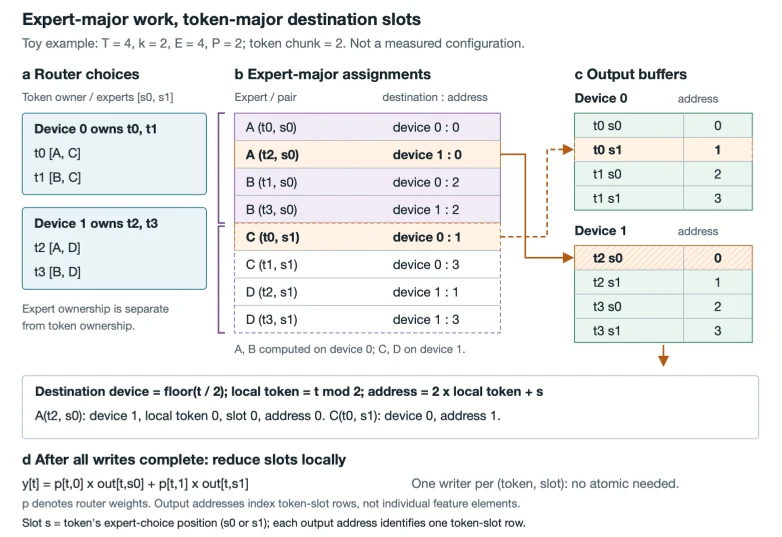 Expert-major work, token-major destination slots
Toy example: T = 4, k = 2, E = 4, P = 2; token chunk = 2. Not a measured configuration.
a Router choices
Token owner / experts [s0, s1]
Device 0 owns t0, t1
t0 [A, C]
t1 [B, C]
Device 1 owns t2, t3
t2 [A, D]
t3 [B, D]
Expert ownership is separate
from token ownership.
b Expert-major assignments
Expert / pair destination : address
A (t0, s0) device 0 : 0
A (t2, s0) device 1 : 0
B (t1, s0) device 0 : 2
B (t3, s0) device 1 : 2
C (t0, s1) device 0 : 1
C (t1, s1) device 0 : 3
D (t2, s1) device 1 : 1
D (t3, s1) device 1 : 3
A, B computed on device 0; C, D on device 1.
c Output buffers
Device 0 address
t0 s0 0
t0 s1 1
t1 s0 2
t1 s1 3
Device 1 address
t2 s0 0
t2 s1 1
t3 s0 2
t3 s1 3
Destination device = floor(t / 2); local token = t mod 2; address = 2 x local token + s
A(t2, s0): device 1, local token 0, slot 0, address 0. C(t0, s1): device 0, address 1.
d After all writes complete: reduce slots locally
y[t] = p[t,0] x out[t,s0] + p[t,1] x out[t,s1] One writer per (token, slot): no atomic needed.
p denotes router weights. Output addresses index token-slot rows, not individual feature elements.
Slot s = token's expert-choice position (s0 or s1); each output address identifies one token-slot row.